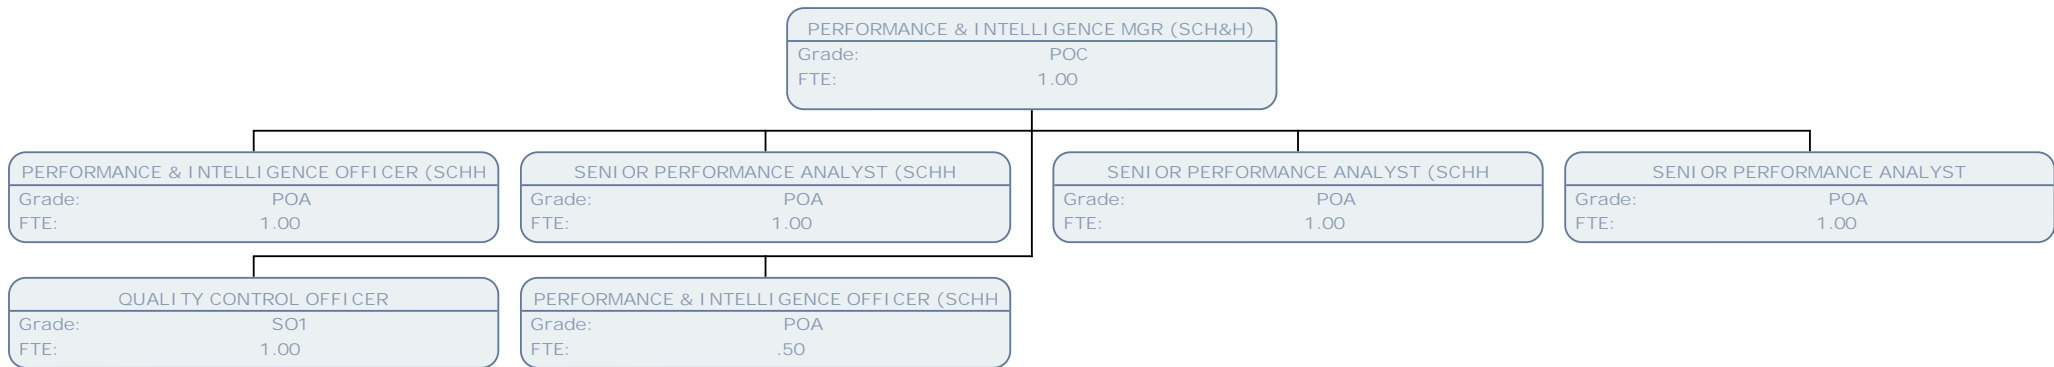 PERFORMANCE & INTELLIGENCE MGR (SCH&H)
Grade: POC
FTE: 1.00
PERFORMANCE & INTELLIGENCE OFFICER (SCHH
Grade: POA
FTE: 1.00
SENIOR PERFORMANCE ANALYST (SCHH
Grade: POA
FTE: 1.00
SENIOR PERFORMANCE ANALYST (SCHH
Grade: POA
FTE: 1.00
SENIOR PERFORMANCE ANALYST
Grade: POA
FTE: 1.00
QUALITY CONTROL OFFICER
Grade: SO1
FTE: 1.00
PERFORMANCE & INTELLIGENCE OFFICER (SCHH
Grade: POA
FTE: .50